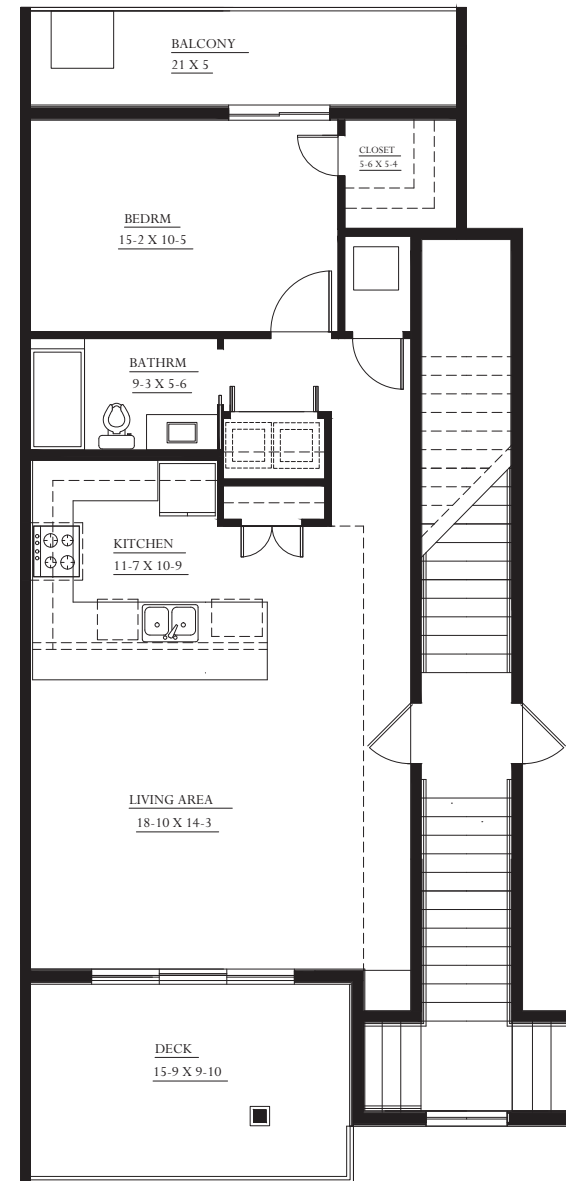 BALCONY
21 X 5
CLOSET
5-6 X 5-4
BEDRM
15-2 X 10-5
BATHRM
9-3 X 5-6
KITCHEN
11-7 X 10-9
LIVING AREA
18-10 X 14-3
DECK
15-9 X 9-10